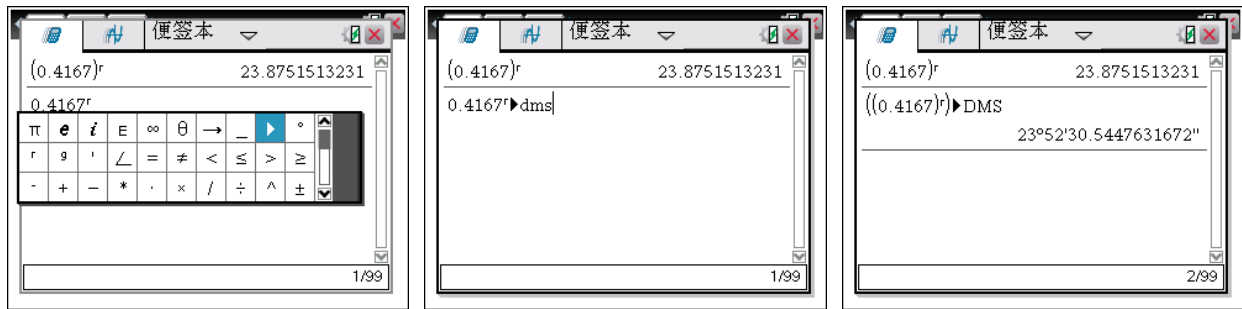 便签本
(0.4167)ʳ 23.8751513231
0.4167ʳ
π e i E ∞ θ → _ ▶ °
ʳ ᵍ ' ∠ = ≠ < ≤ > ≥
- + − * · × / ÷ ^ ±
1/99
便签本
(0.4167)ʳ 23.8751513231
0.4167ʳ▶dms
1/99
便签本
(0.4167)ʳ 23.8751513231
((0.4167)ʳ)▶DMS
23°52'30.5447631672"
2/99